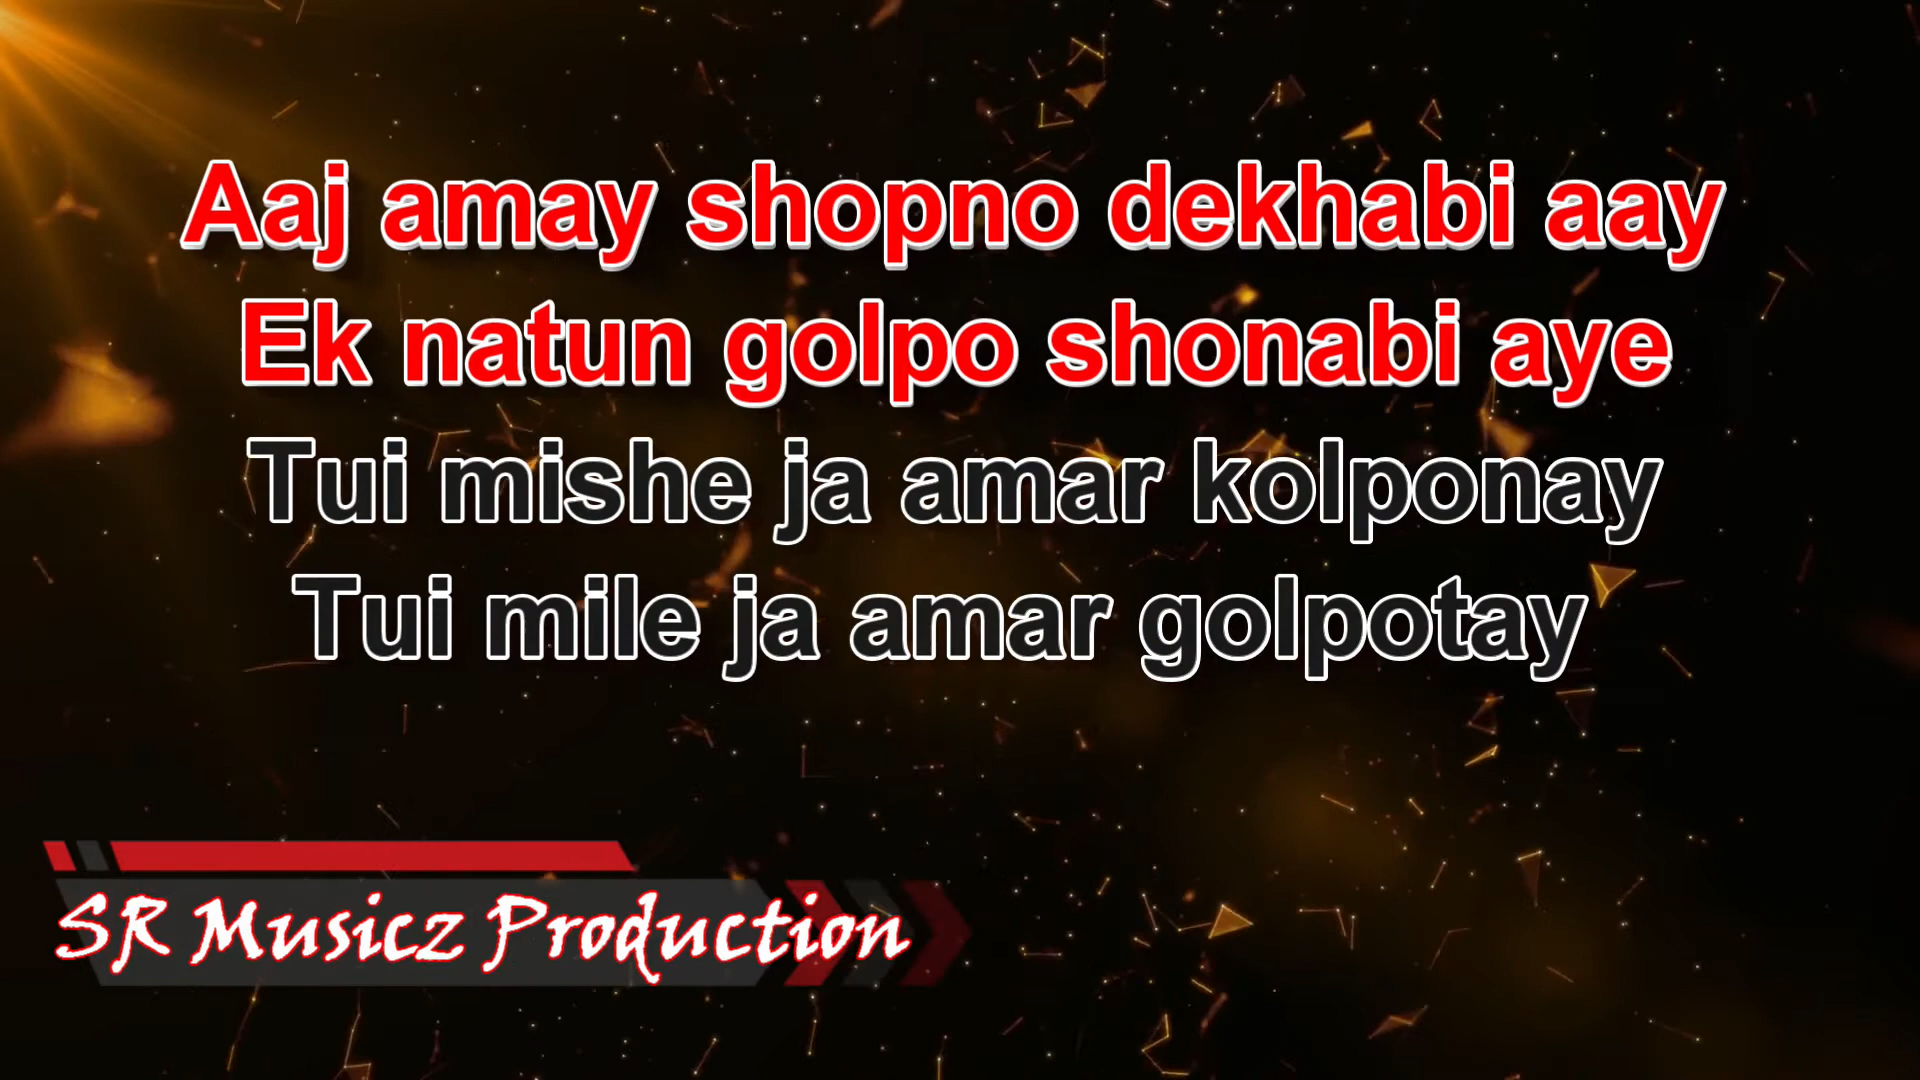 Aaj amay shopno dekhabi aay
Ek natun golpo shonabi aye
Tui mishe ja amar kolponay
Tui mile ja amar golpotay
SR Musicz Production